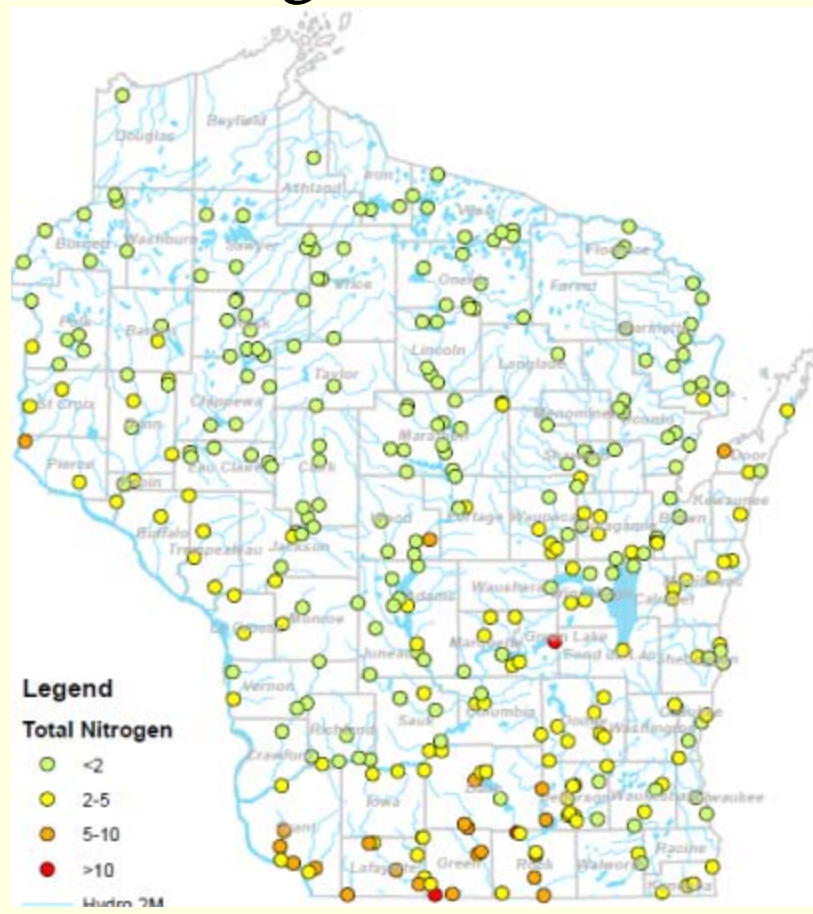 Douglas
Bayfield
Ashland
Iron
Vilas
Burnett
Washburn
Sawyer
Florence
Price
Oneida
Forest
Polk
Barron
Marinette
Lincoln
Langlade
Taylor
St Croix
Chippewa
Dunn
Menominee
Oconto
Marathon
Pierce
Eau Claire
Clark
Door
Pepin
Kewaunee
Buffalo
Wood
Portage
Waupaca
Outagamie
Brown
Trempealeau
Jackson
Waushara
Adams
Calumet
Monroe
La Crosse
Marquette
Green Lake
Juneau
Fond du Lac
Sheboygan
Vernon
Legend
Total Nitrogen
<2
2-5
5-10
>10
Hydro 2M
Richland
Sauk
Columbia
Dodge
Washington
Crawford
Iowa
Dane
Jefferson
Waukesha
Milwaukee
Grant
Lafayette
Green
Rock
Walworth
Racine
Kenosha